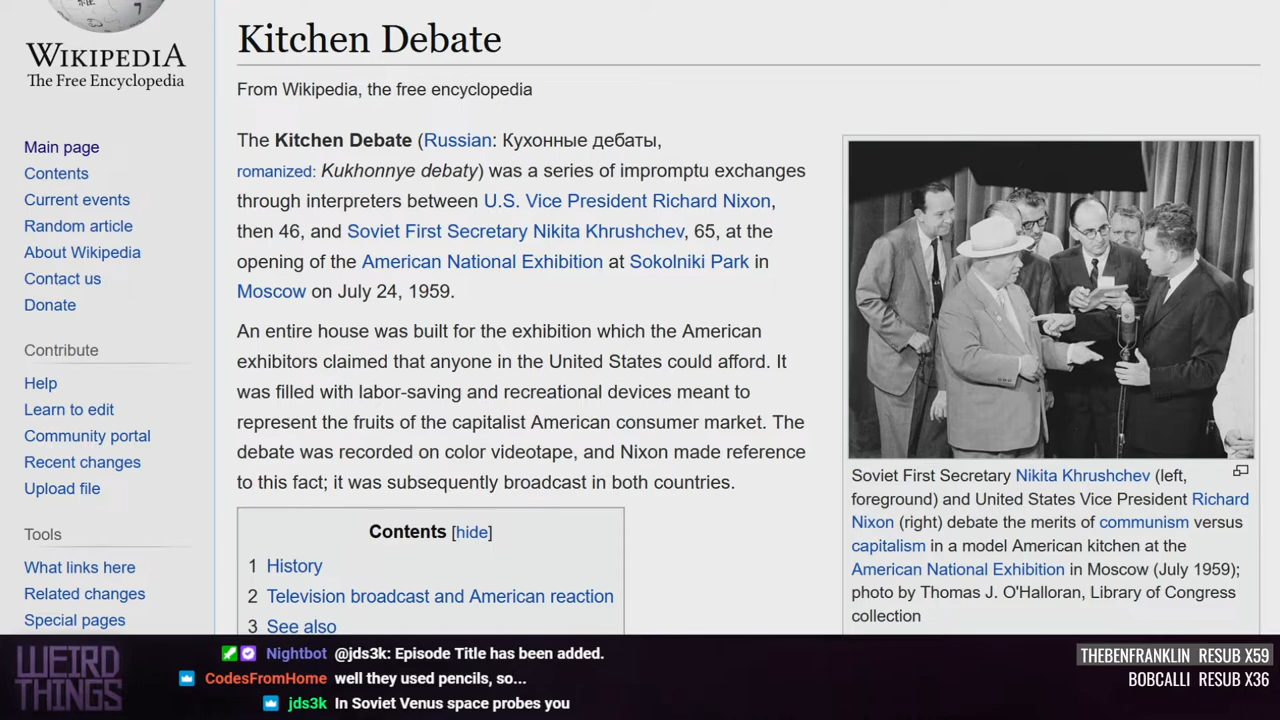 WIKIPEDIA
The Free Encyclopedia
Main page
Contents
Current events
Random article
About Wikipedia
Contact us
Donate
Contribute
Help
Learn to edit
Community portal
Recent changes
Upload file
Tools
What links here
Related changes
Special pages
Kitchen Debate
From Wikipedia, the free encyclopedia
The Kitchen Debate (Russian: Кухонные дебаты,
romanized: Kukhonnye debaty) was a series of impromptu exchanges
through interpreters between U.S. Vice President Richard Nixon,
then 46, and Soviet First Secretary Nikita Khrushchev, 65, at the
opening of the American National Exhibition at Sokolniki Park in
Moscow on July 24, 1959.
An entire house was built for the exhibition which the American
exhibitors claimed that anyone in the United States could afford. It
was filled with labor-saving and recreational devices meant to
represent the fruits of the capitalist American consumer market. The
debate was recorded on color videotape, and Nixon made reference
to this fact; it was subsequently broadcast in both countries.
Contents [hide]
1 History
2 Television broadcast and American reaction
3 See also
Soviet First Secretary Nikita Khrushchev (left,
foreground) and United States Vice President Richard
Nixon (right) debate the merits of communism versus
capitalism in a model American kitchen at the
American National Exhibition in Moscow (July 1959);
photo by Thomas J. O'Halloran, Library of Congress
collection
WEIRD
THINGS
Nightbot @jds3k: Episode Title has been added.
CodesFromHome well they used pencils, so...
jds3k In Soviet Venus space probes you
THEBENFRANKLIN RESUB X59
BOBCALLI RESUB X36